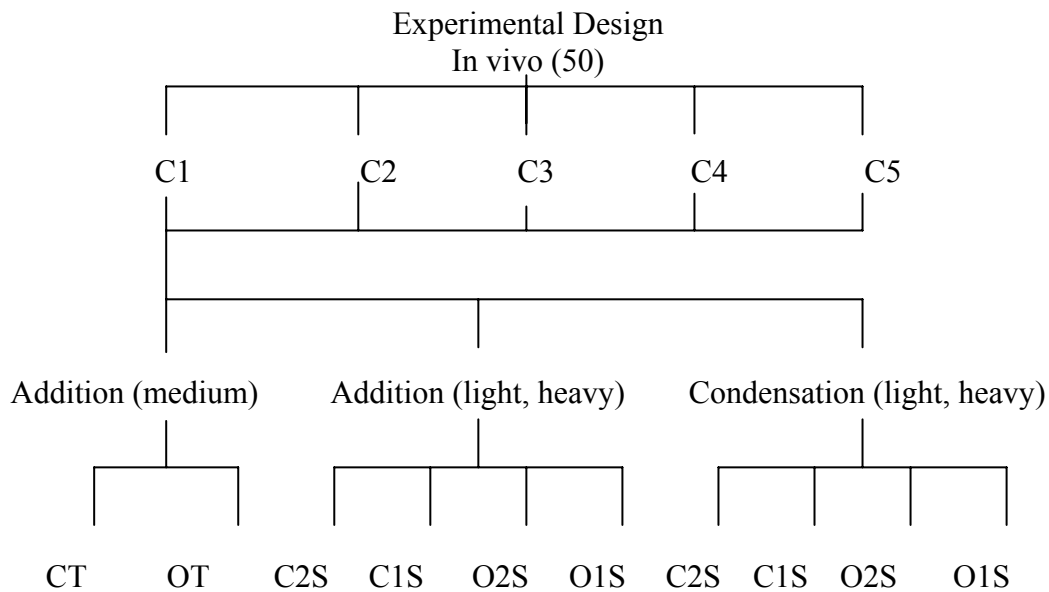 Experimental Design
In vivo (50)
C1 C2 C3 C4 C5
Addition (medium) Addition (light, heavy) Condensation (light, heavy)
CT OT C2S C1S O2S O1S C2S C1S O2S O1S